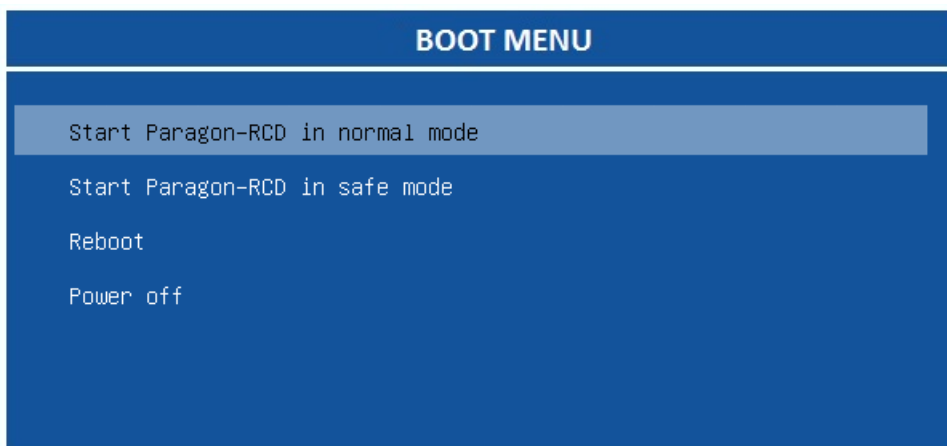 BOOT MENU
Start Paragon-RCD in normal mode
Start Paragon-RCD in safe mode
Reboot
Power off